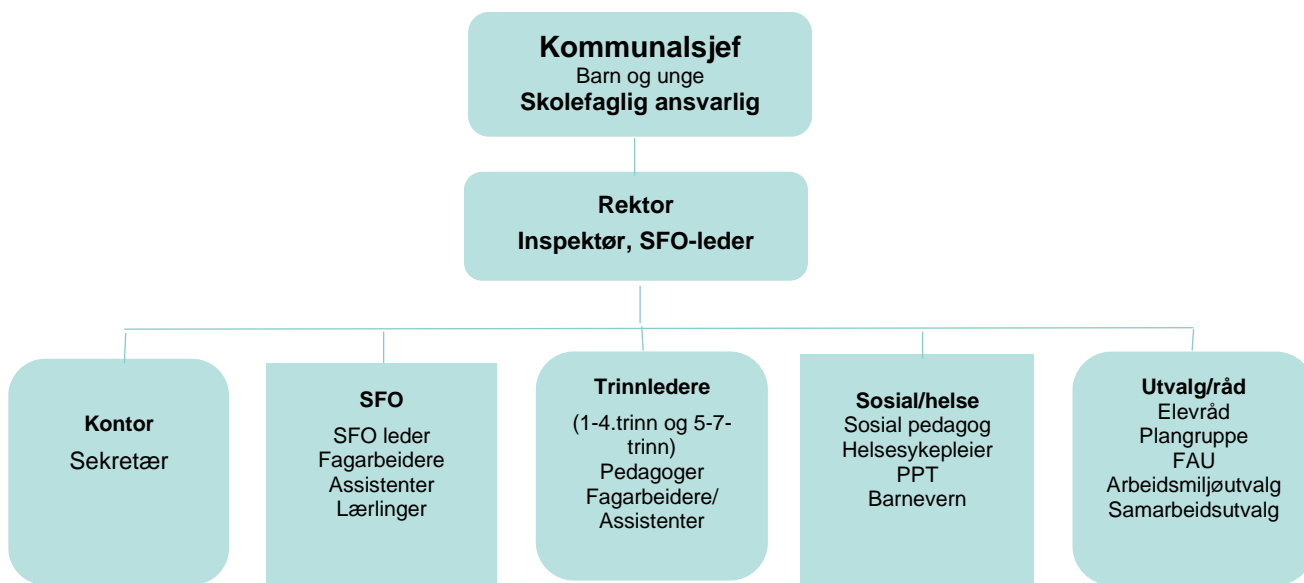 Kommunalsjef
Barn og unge
Skolefaglig ansvarlig
Rektor
Inspektør, SFO-leder
Kontor
Sekretær
SFO
SFO leder
Fagarbeidere
Assistenter
Lærlinger
Trinnledere
(1-4.trinn og 5-7-
trinn)
Pedagoger
Fagarbeidere/
Assistenter
Sosial/helse
Sosial pedagog
Helsesykepleier
PPT
Barnevern
Utvalg/råd
Elevråd
Plangruppe
FAU
Arbeidsmiljøutvalg
Samarbeidsutvalg